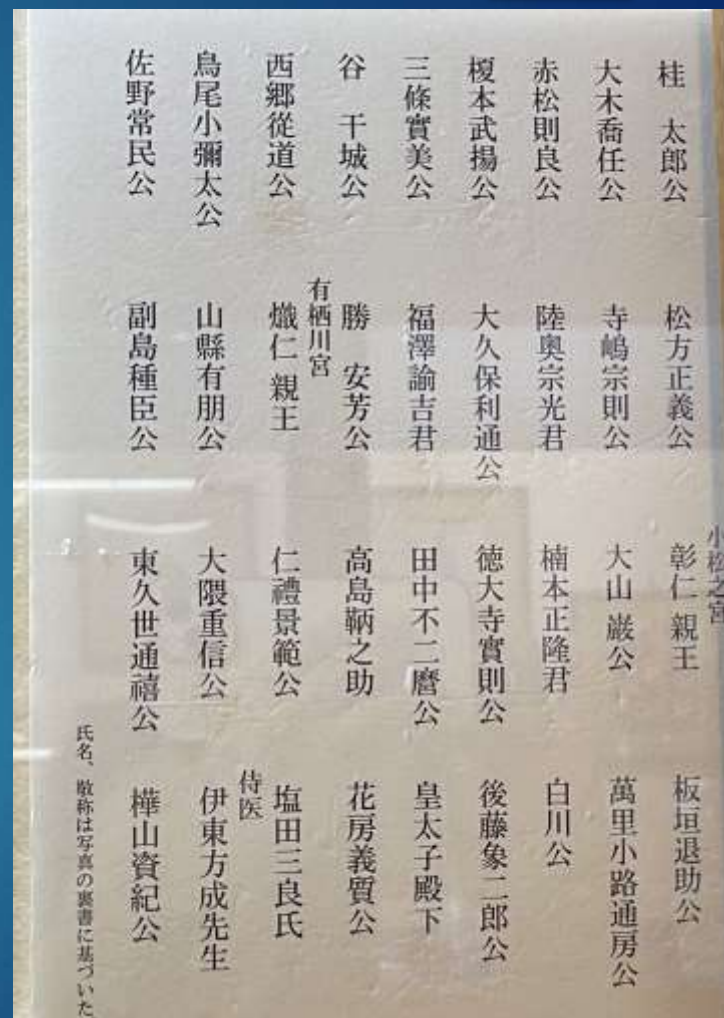 桂 太郎公
松方正義公
小松之宮
彰仁 親王
板垣退助公
大木喬任公
寺嶋宗則公
大山 巌公
萬里小路通房公
赤松則良公
陸奥宗光君
楠本正隆君
白川公
榎本武揚公
大久保利通公
徳大寺實則公
後藤象二郎公
三條實美公
福澤諭吉君
田中不二麿公
皇太子殿下
谷 干城公
勝 安芳公
高島鞆之助
花房義質公
西郷從道公
有栖川宮
熾仁 親王
仁禮景範公
塩田三良氏
鳥尾小彌太公
山縣有朋公
大隈重信公
侍医
伊東方成先生
佐野常民公
副島種臣公
東久世通禧公
樺山資紀公
氏名、敬称は写真の裏書に基づいた